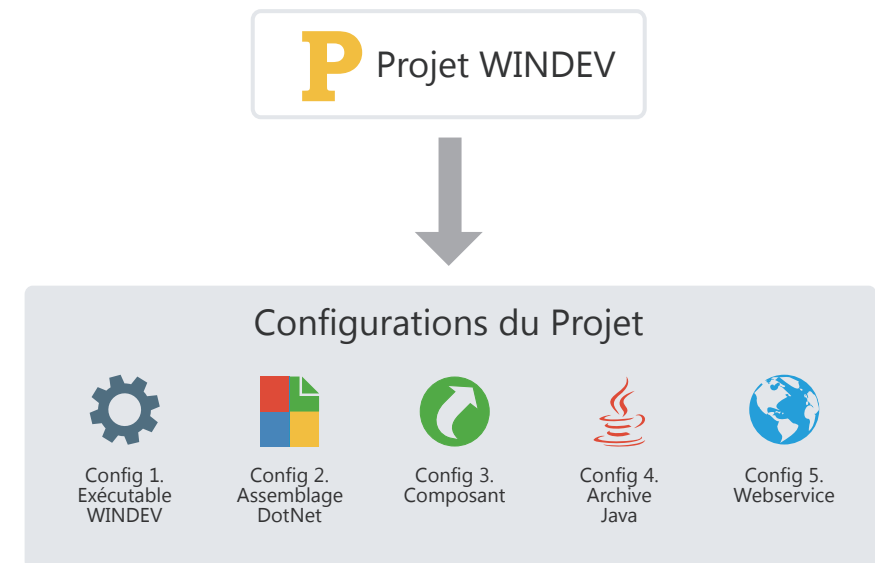 P Projet WINDEV
Configurations du Projet
Config 1.
Exécutable
WINDEV
Config 2.
Assemblage
DotNet
Config 3.
Composant
Config 4.
Archive
Java
Config 5.
Webservice